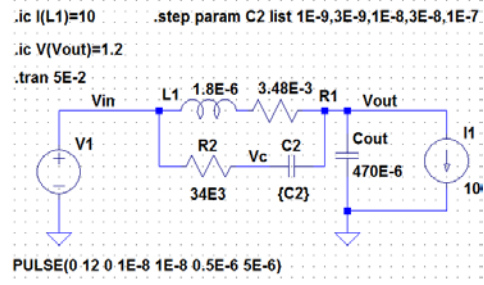 .ic I(L1)=10 .step param C2 list 1E-9,3E-9,1E-8,3E-8,1E-7
.ic V(Vout)=1.2
.tran 5E-2
Vin L1 1.8E-6 3.48E-3 R1 Vout
V1 R2 Vc C2 Cout I1
34E3 {C2} 470E-6
PULSE(0 12 0 1E-8 1E-8 0.5E-6 5E-6)